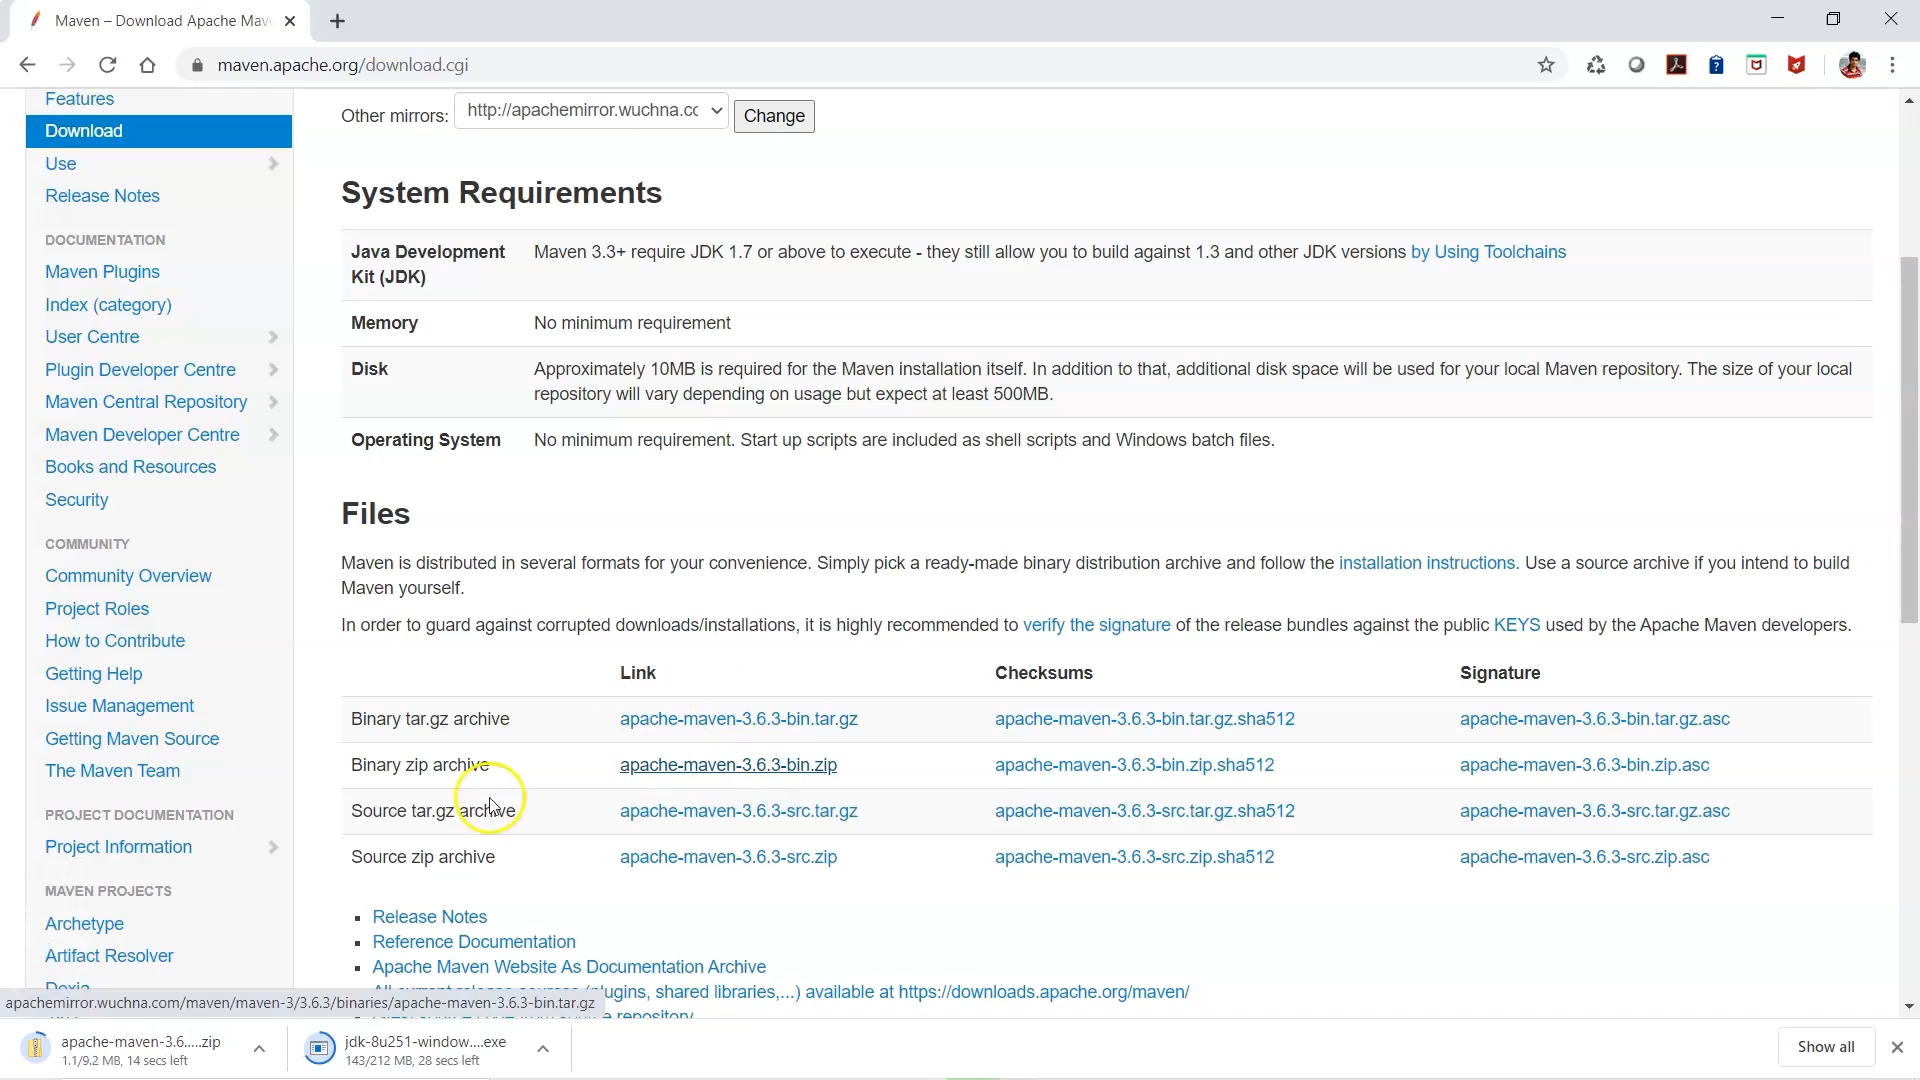 Maven – Download Apache Mav
maven.apache.org/download.cgi
Features
Download
Use
Release Notes
DOCUMENTATION
Maven Plugins
Index (category)
User Centre
Plugin Developer Centre
Maven Central Repository
Maven Developer Centre
Books and Resources
Security
COMMUNITY
Community Overview
Project Roles
How to Contribute
Getting Help
Issue Management
Getting Maven Source
The Maven Team
PROJECT DOCUMENTATION
Project Information
MAVEN PROJECTS
Archetype
Artifact Resolver
Doxia
Other mirrors: http://apachemirror.wuchna.cc Change
System Requirements
Java Development Kit (JDK) Maven 3.3+ require JDK 1.7 or above to execute - they still allow you to build against 1.3 and other JDK versions by Using Toolchains
Memory No minimum requirement
Disk Approximately 10MB is required for the Maven installation itself. In addition to that, additional disk space will be used for your local Maven repository. The size of your local
repository will vary depending on usage but expect at least 500MB.
Operating System No minimum requirement. Start up scripts are included as shell scripts and Windows batch files.
Files
Maven is distributed in several formats for your convenience. Simply pick a ready-made binary distribution archive and follow the installation instructions. Use a source archive if you intend to build
Maven yourself.
In order to guard against corrupted downloads/installations, it is highly recommended to verify the signature of the release bundles against the public KEYS used by the Apache Maven developers.
Link Checksums Signature
Binary tar.gz archive apache-maven-3.6.3-bin.tar.gz apache-maven-3.6.3-bin.tar.gz.sha512 apache-maven-3.6.3-bin.tar.gz.asc
Binary zip archive apache-maven-3.6.3-bin.zip apache-maven-3.6.3-bin.zip.sha512 apache-maven-3.6.3-bin.zip.asc
Source tar.gz archive apache-maven-3.6.3-src.tar.gz apache-maven-3.6.3-src.tar.gz.sha512 apache-maven-3.6.3-src.tar.gz.asc
Source zip archive apache-maven-3.6.3-src.zip apache-maven-3.6.3-src.zip.sha512 apache-maven-3.6.3-src.zip.asc
Release Notes
Reference Documentation
Apache Maven Website As Documentation Archive
All current release sources (plugins, shared libraries,...) available at https://downloads.apache.org/maven/
repository
apachemirror.wuchna.com/maven/maven-3/3.6.3/binaries/apache-maven-3.6.3-bin.tar.gz
apache-maven-3.6.....zip
1.1/9.2 MB, 14 secs left
jdk-8u251-window....exe
143/212 MB, 28 secs left
Show all